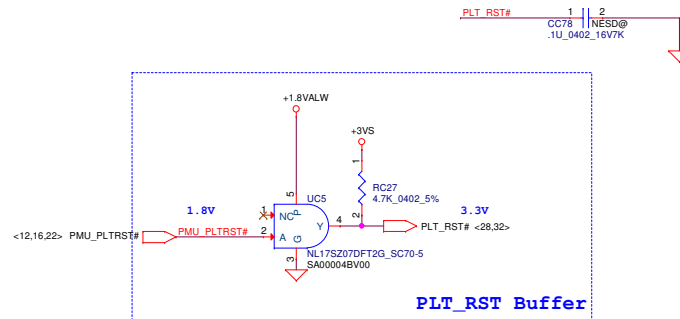 PLT_RST#
1
2
CC78
NESD@
.1U_0402_16V7K
+1.8VALW
+3VS
1
RC27
4.7K_0402_5%
2
5
UC5
1.8V
1
NC
P
4
3.3V
Y
PLT_RST# <28,32>
<12,16,22> PMU_PLTRST#
PMU_PLTRST#
2
A
G
3
NL17SZ07DFT2G_SC70-5
SA00004BV00
PLT_RST Buffer